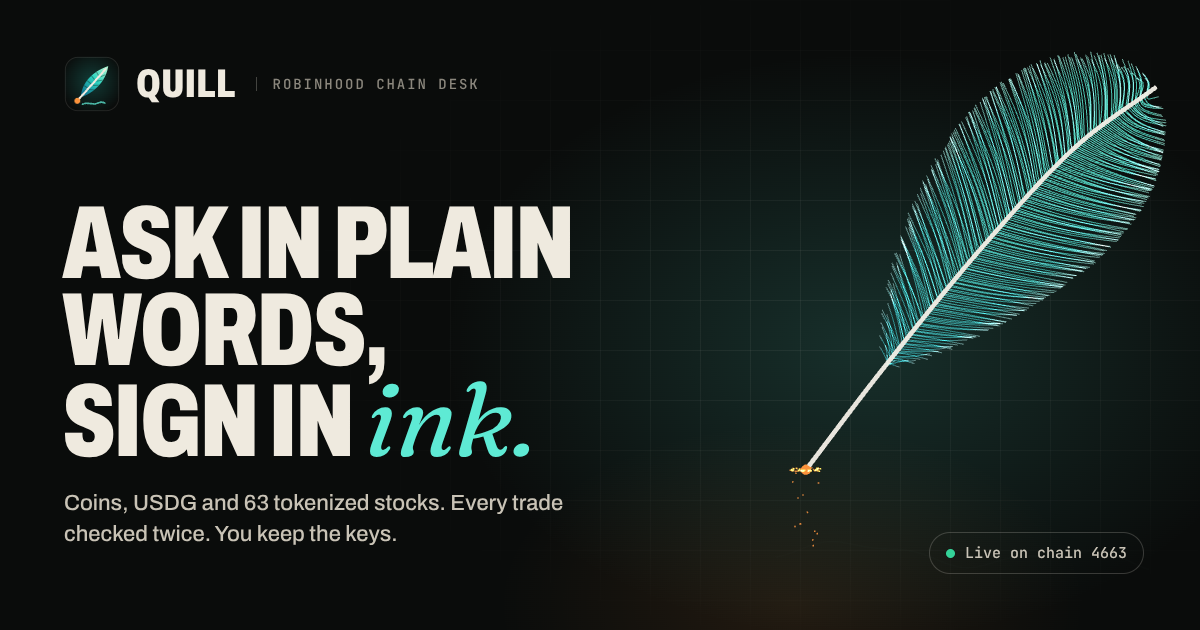 QUILL
ROBINHOOD CHAIN DESK
ASK IN PLAIN
WORDS,
SIGN IN ink.
Coins, USDG and 63 tokenized stocks. Every trade
checked twice. You keep the keys.
Live on chain 4663